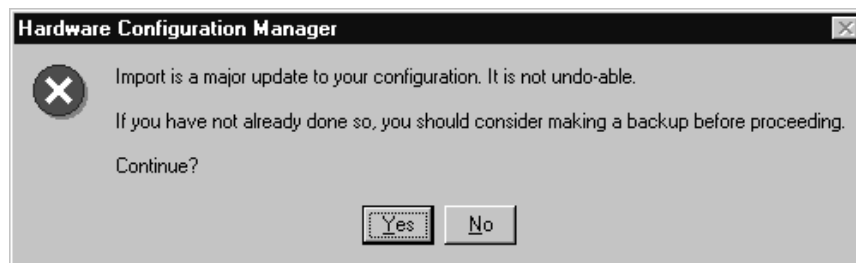 Hardware Configuration Manager
Import is a major update to your configuration. It is not undo-able.
If you have not already done so, you should consider making a backup before proceeding.
Continue?
Yes No